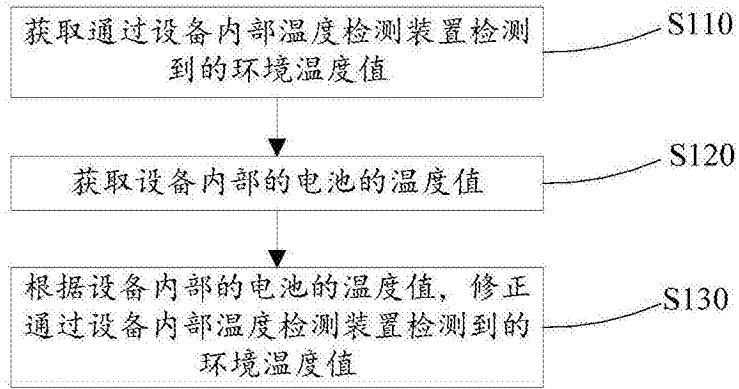 获取通过设备内部温度检测装置检测
到的环境温度值
S110
获取设备内部的电池的温度值
S120
根据设备内部的电池的温度值，修正
通过设备内部温度检测装置检测到的
环境温度值
S130